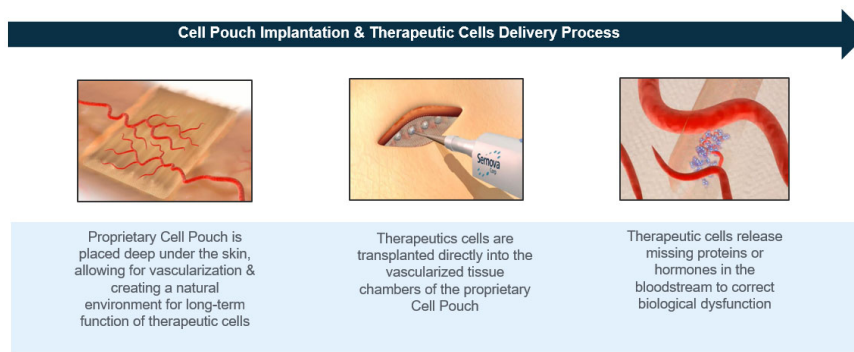 Cell Pouch Implantation & Therapeutic Cells Delivery Process
Sernova
Proprietary Cell Pouch is
placed deep under the skin,
allowing for vascularization &
creating a natural
environment for long-term
function of therapeutic cells
Therapeutics cells are
transplanted directly into the
vascularized tissue
chambers of the proprietary
Cell Pouch
Therapeutic cells release
missing proteins or
hormones in the
bloodstream to correct
biological dysfunction